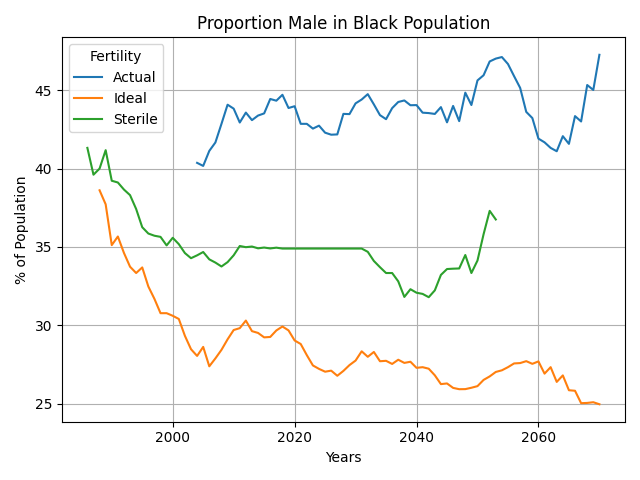 Proportion Male in Black Population
Fertility
Actual
Ideal
Sterile
% of Population
45
40
35
30
25
2000 2020 2040 2060
Years